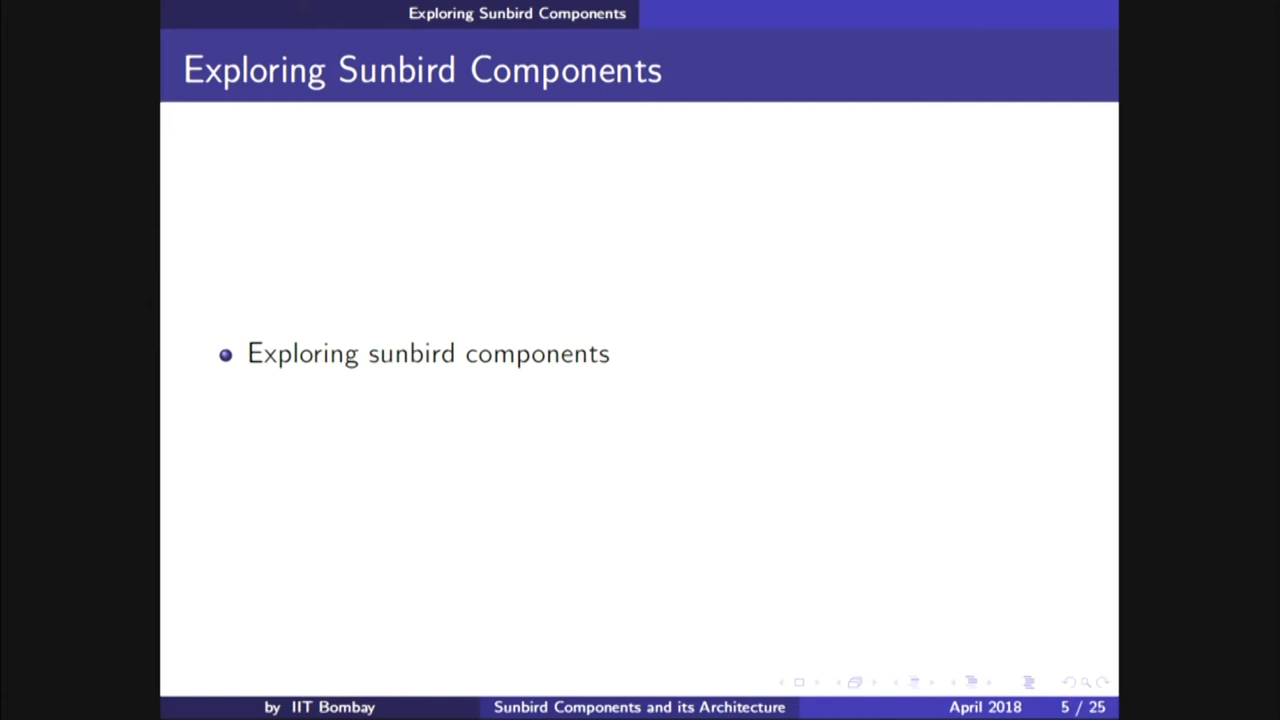 Exploring Sunbird Components
Exploring Sunbird Components
Exploring sunbird components
by IIT Bombay Sunbird Components and its Architecture April 2018 5 / 25